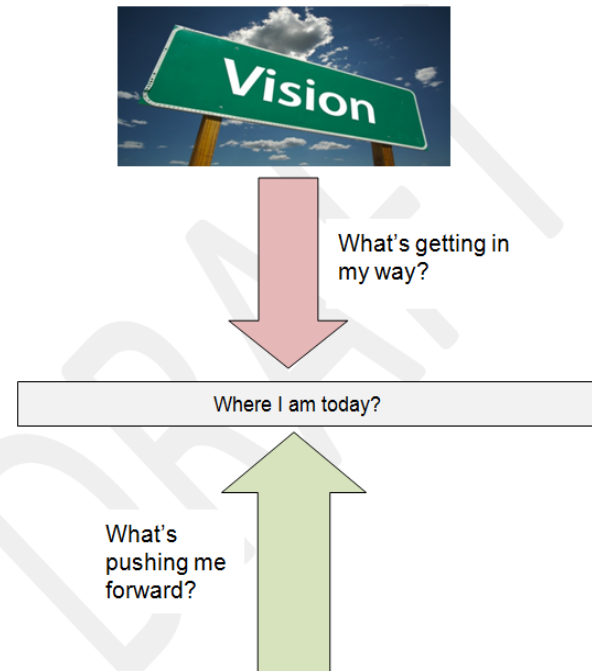 Vision
What's getting in
my way?
Where I am today?
What's
pushing me
forward?
DRAFT